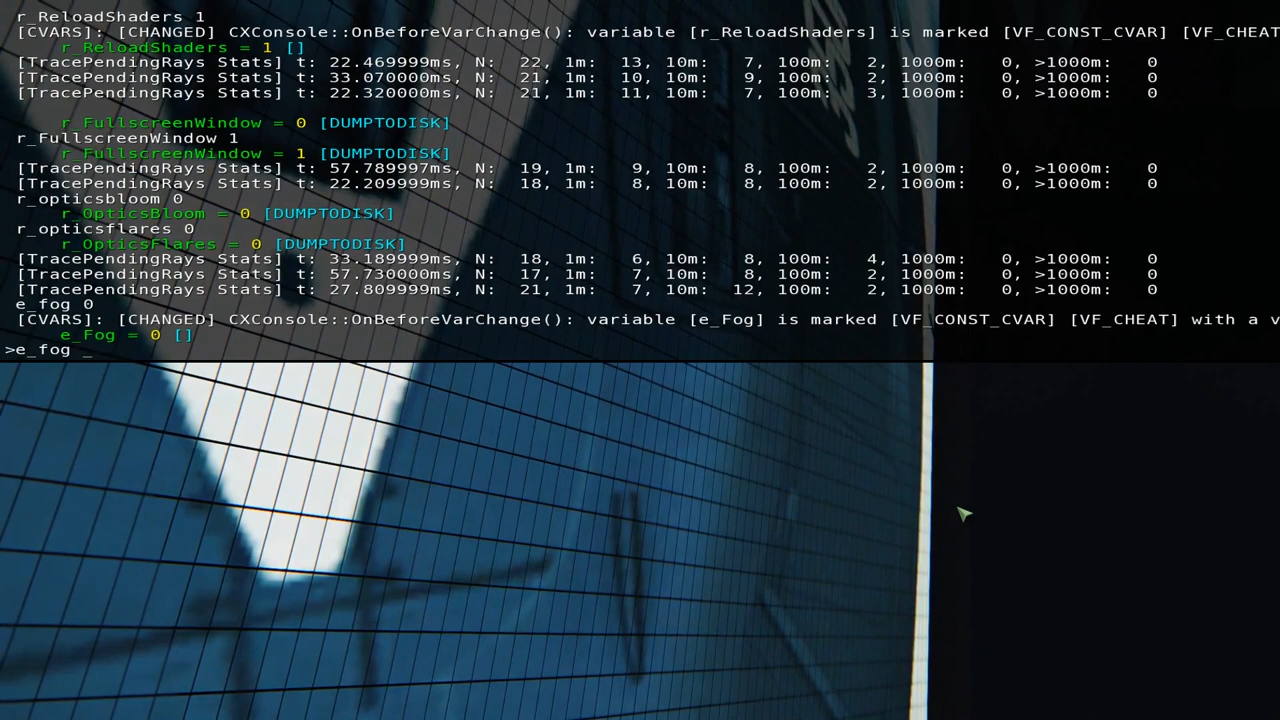 r_ReloadShaders 1
[CVARS]: [CHANGED] CXConsole::OnBeforeVarChange(): variable [r_ReloadShaders] is marked [VF_CONST_CVAR] [VF_CHEAT
r_ReloadShaders = 1 []
[TracePendingRays Stats] t: 22.469999ms, N: 22, 1m: 13, 10m: 7, 100m: 2, 1000m: 0, >1000m: 0
[TracePendingRays Stats] t: 33.070000ms, N: 21, 1m: 10, 10m: 9, 100m: 2, 1000m: 0, >1000m: 0
[TracePendingRays Stats] t: 22.320000ms, N: 21, 1m: 11, 10m: 7, 100m: 3, 1000m: 0, >1000m: 0
r_FullscreenWindow = 0 [DUMPTODISK]
r_FullscreenWindow 1
r_FullscreenWindow = 1 [DUMPTODISK]
[TracePendingRays Stats] t: 57.789997ms, N: 19, 1m: 9, 10m: 8, 100m: 2, 1000m: 0, >1000m: 0
[TracePendingRays Stats] t: 22.209999ms, N: 18, 1m: 8, 10m: 8, 100m: 2, 1000m: 0, >1000m: 0
r_opticsbloom 0
r_OpticsBloom = 0 [DUMPTODISK]
r_opticsflares 0
r_OpticsFlares = 0 [DUMPTODISK]
[TracePendingRays Stats] t: 33.189999ms, N: 18, 1m: 6, 10m: 8, 100m: 4, 1000m: 0, >1000m: 0
[TracePendingRays Stats] t: 57.730000ms, N: 17, 1m: 7, 10m: 8, 100m: 2, 1000m: 0, >1000m: 0
[TracePendingRays Stats] t: 27.809999ms, N: 21, 1m: 7, 10m: 12, 100m: 2, 1000m: 0, >1000m: 0
e_fog 0
[CVARS]: [CHANGED] CXConsole::OnBeforeVarChange(): variable [e_Fog] is marked [VF_CONST_CVAR] [VF_CHEAT] with a v
e_Fog = 0 []
>e_fog _